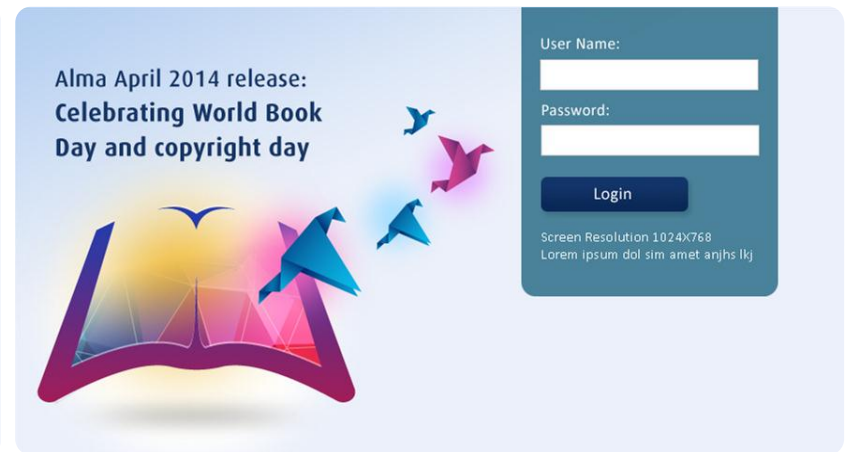 Alma April 2014 release:
Celebrating World Book
Day and copyright day
User Name:
Password:
Login
Screen Resolution 1024X768
Lorem ipsum dol sim amet anjhs lkj